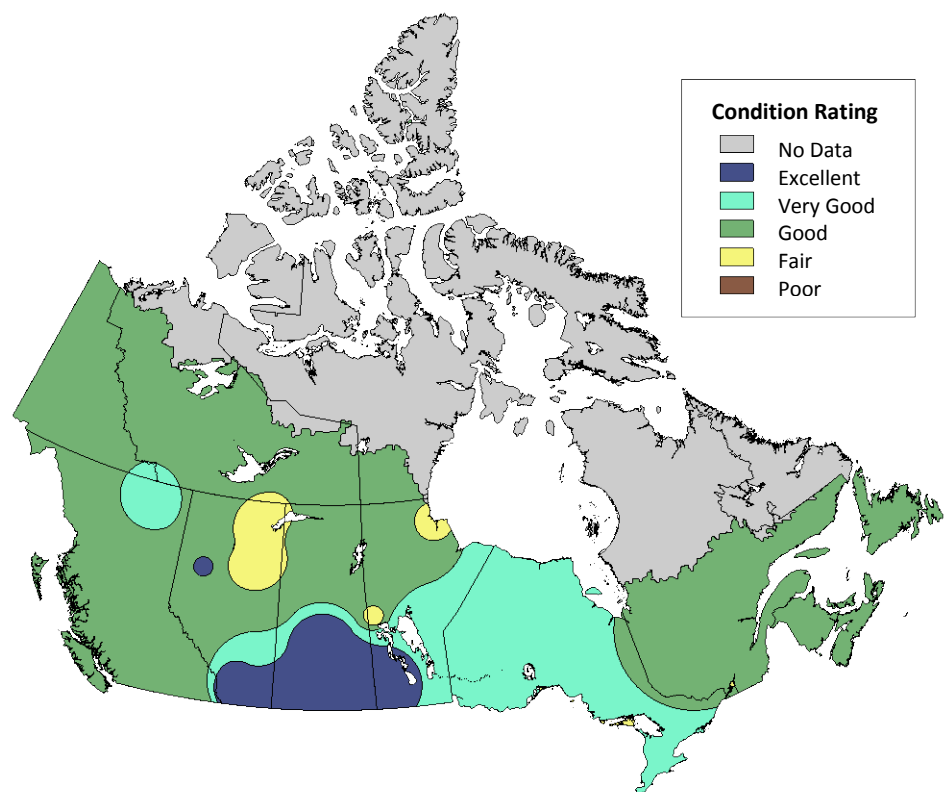 Condition Rating
No Data
Excellent
Very Good
Good
Fair
Poor